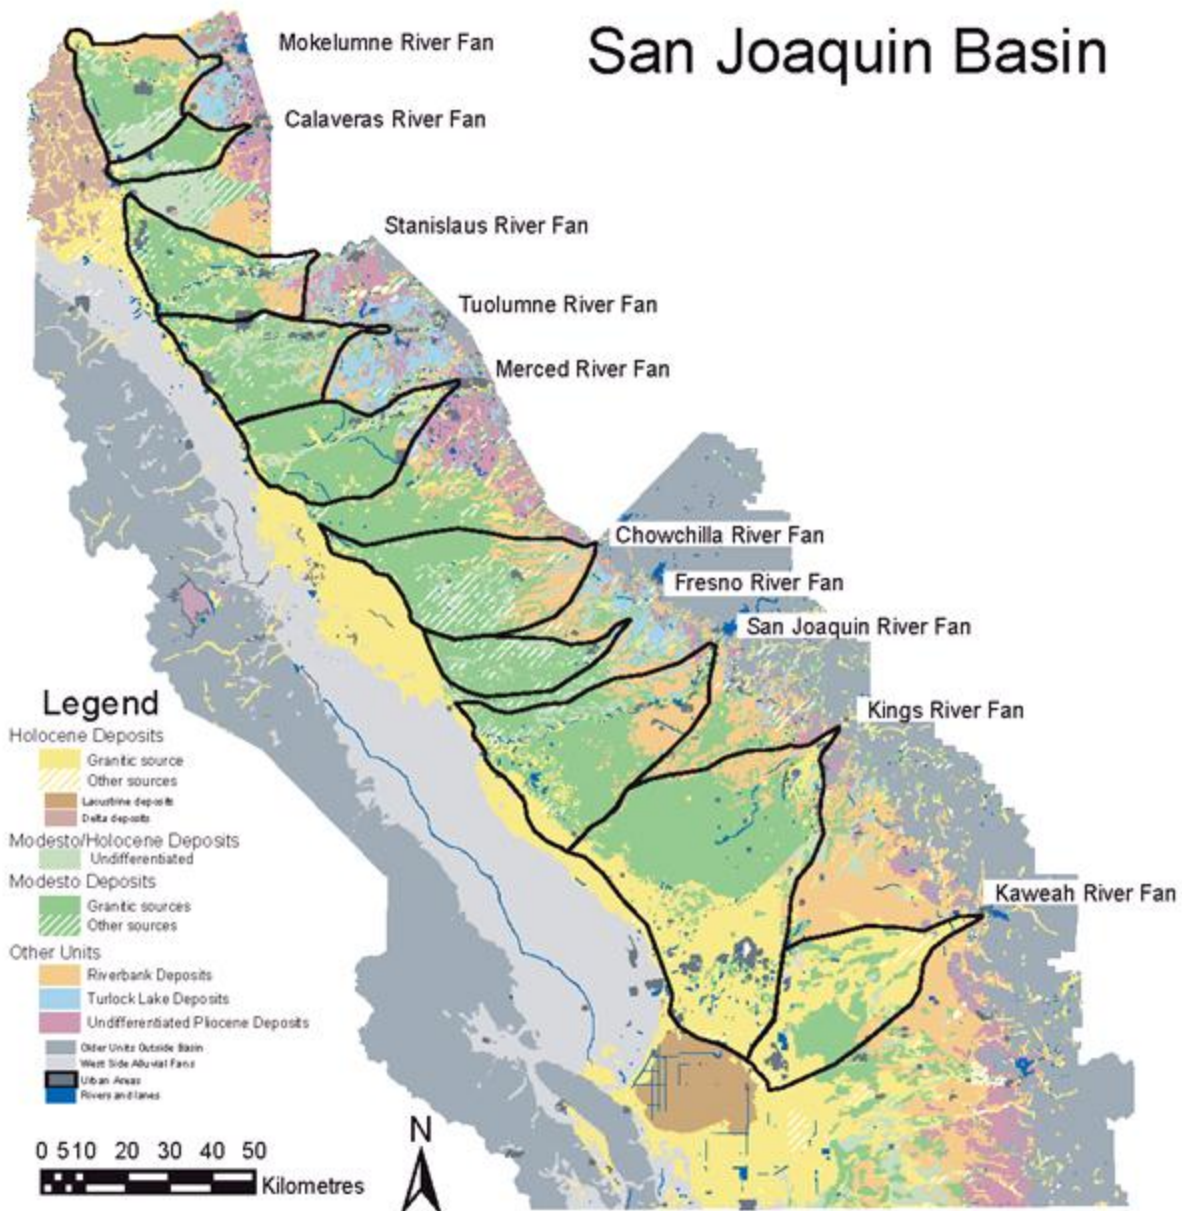 San Joaquin Basin
Mokelumne River Fan
Calaveras River Fan
Stanislaus River Fan
Tuolumne River Fan
Merced River Fan
Chowchilla River Fan
Fresno River Fan
San Joaquin River Fan
Kings River Fan
Kaweah River Fan
Legend
Holocene Deposits
Granitic source
Other sources
Lacustrine deposits
Delta deposits
Modesto/Holocene Deposits
Undifferentiated
Modesto Deposits
Granitic sources
Other sources
Other Units
Riverbank Deposits
Turlock Lake Deposits
Undifferentiated Pliocene Deposits
Older Units Outside Basin
West Side Alluvial Fans
Urban Areas
Rivers and lanes
0 5 10 20 30 40 50
Kilometres
N